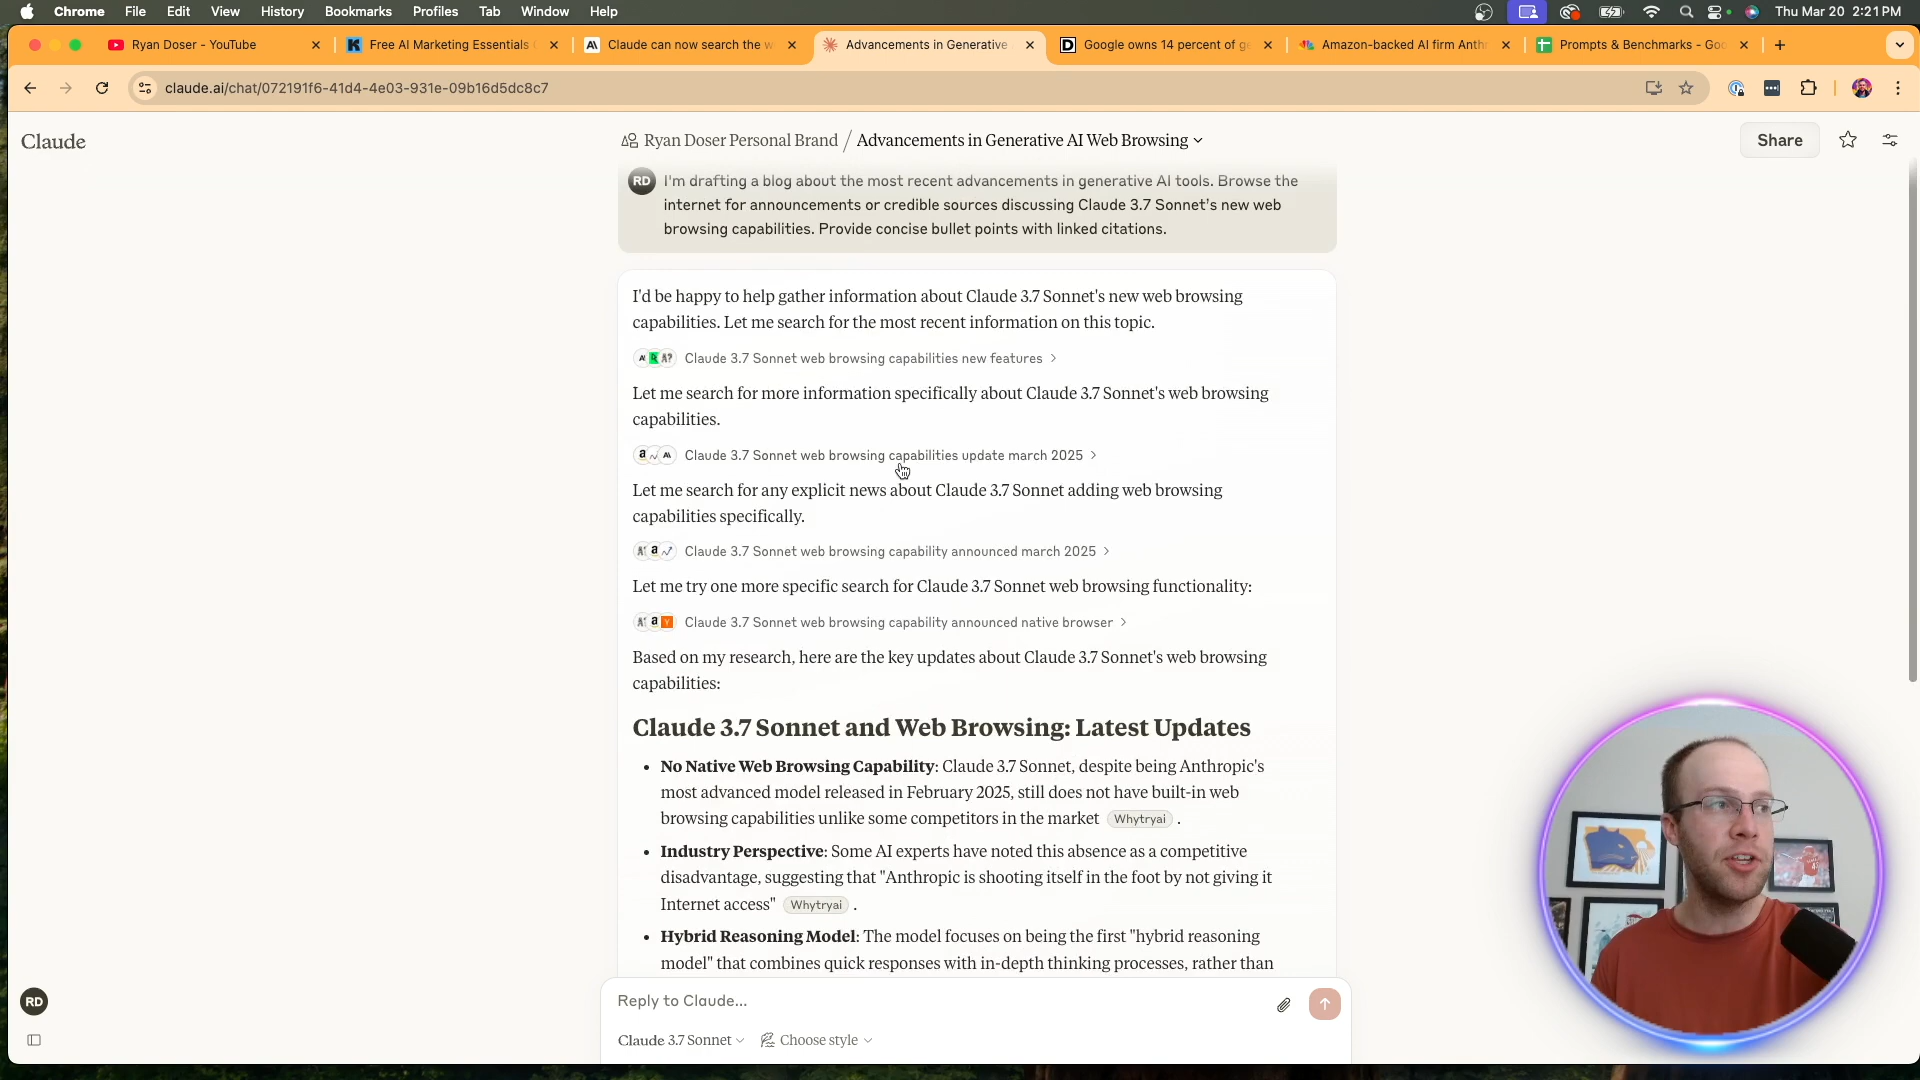 Chrome File Edit View History Bookmarks Profiles Tab Window Help Thu Mar 20 2:21 PM
Ryan Doser - YouTube Free AI Marketing Essentials Claude can now search the w Advancements in Generative Google owns 14 percent of ge Amazon-backed AI firm Anth Prompts & Benchmarks - Goo
claude.ai/chat/072191f6-41d4-4e03-931e-09b16d5dc8c7
Claude Ryan Doser Personal Brand / Advancements in Generative AI Web Browsing Share
RD I'm drafting a blog about the most recent advancements in generative AI tools. Browse the
internet for announcements or credible sources discussing Claude 3.7 Sonnet's new web
browsing capabilities. Provide concise bullet points with linked citations.
I'd be happy to help gather information about Claude 3.7 Sonnet's new web browsing
capabilities. Let me search for the most recent information on this topic.
Claude 3.7 Sonnet web browsing capabilities new features
Let me search for more information specifically about Claude 3.7 Sonnet's web browsing
capabilities.
Claude 3.7 Sonnet web browsing capabilities update march 2025
Let me search for any explicit news about Claude 3.7 Sonnet adding web browsing
capabilities specifically.
Claude 3.7 Sonnet web browsing capability announced march 2025
Let me try one more specific search for Claude 3.7 Sonnet web browsing functionality:
Claude 3.7 Sonnet web browsing capability announced native browser
Based on my research, here are the key updates about Claude 3.7 Sonnet's web browsing
capabilities:
Claude 3.7 Sonnet and Web Browsing: Latest Updates
• No Native Web Browsing Capability: Claude 3.7 Sonnet, despite being Anthropic's
most advanced model released in February 2025, still does not have built-in web
browsing capabilities unlike some competitors in the market Whytryai .
• Industry Perspective: Some AI experts have noted this absence as a competitive
disadvantage, suggesting that "Anthropic is shooting itself in the foot by not giving it
Internet access" Whytryai .
• Hybrid Reasoning Model: The model focuses on being the first "hybrid reasoning
model" that combines quick responses with in-depth thinking processes, rather than
RD
Reply to Claude...
Claude 3.7 Sonnet Choose style